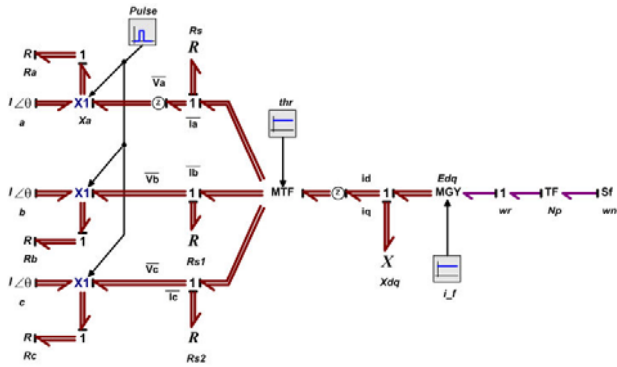 Pulse
Rs
R 1 R
Ra Va thr
I∠θ X1 Z 1
a Xa Ia
Vb Ib id Edq
I∠θ X1 1 MTF Z 1 MGY 1 TF Sf
b iq wr Np wn
R 1 R X
Rb Vc Rs1 Xdq
I∠θ X1 1 i_f
c Ic
R 1 R
Rc Rs2